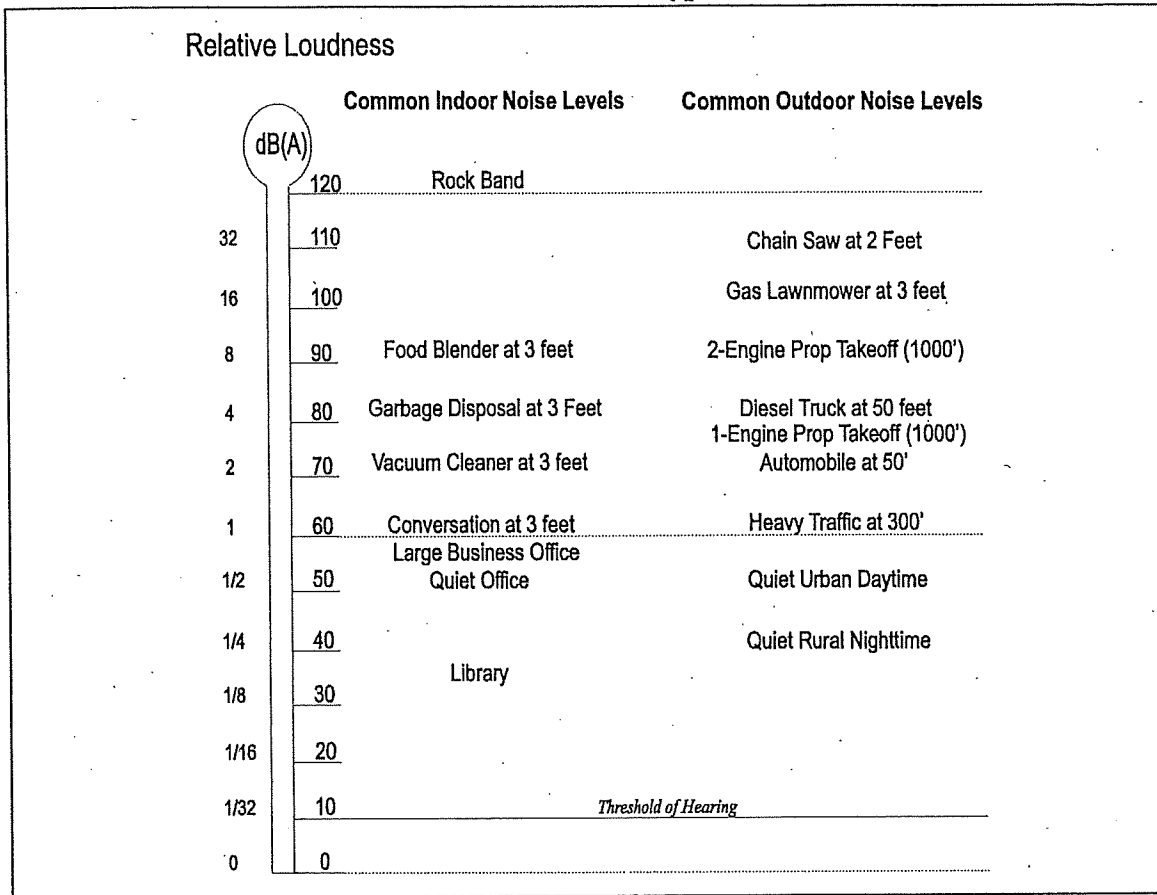 Relative Loudness
Common Indoor Noise Levels Common Outdoor Noise Levels
dB(A)
120 Rock Band
32 110 Chain Saw at 2 Feet
16 100 Gas Lawnmower at 3 feet
8 90 Food Blender at 3 feet 2-Engine Prop Takeoff (1000')
4 80 Garbage Disposal at 3 Feet Diesel Truck at 50 feet
1-Engine Prop Takeoff (1000')
2 70 Vacuum Cleaner at 3 feet Automobile at 50'
1 60 Conversation at 3 feet Heavy Traffic at 300'
Large Business Office
1/2 50 Quiet Office Quiet Urban Daytime
1/4 40 Quiet Rural Nighttime
Library
1/8 30
1/16 20
1/32 10 Threshold of Hearing
0 0